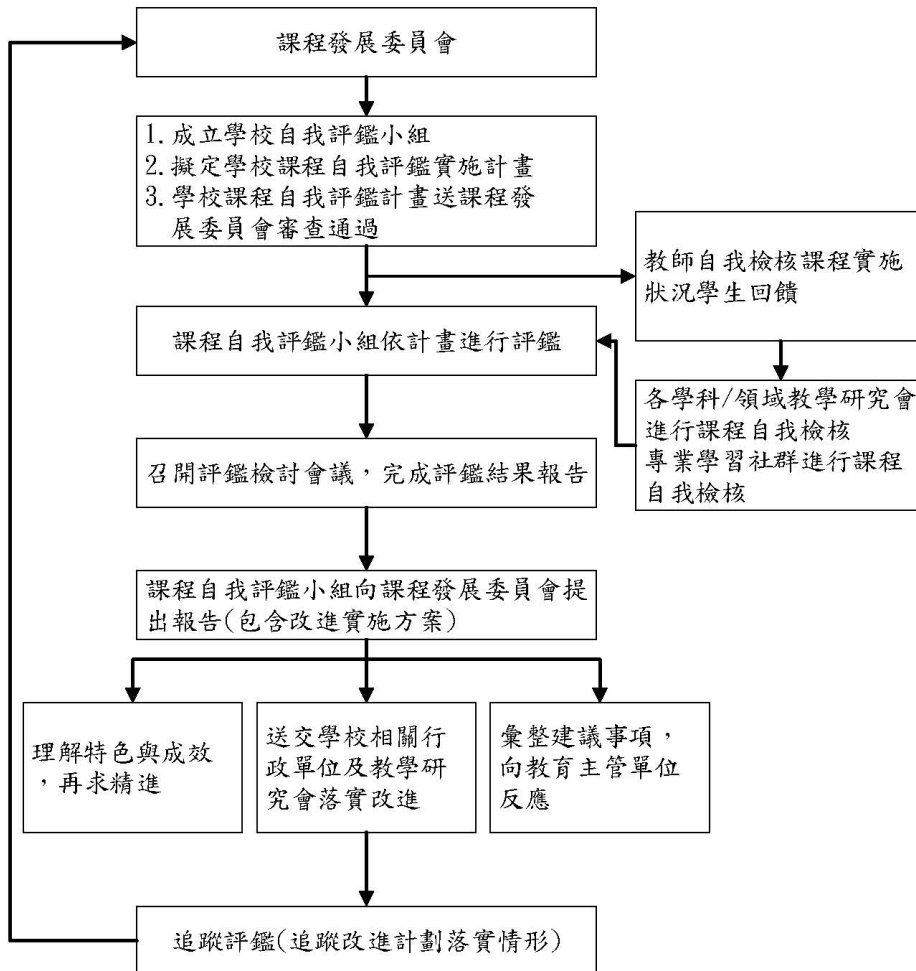 課程發展委員會
1. 成立學校自我評鑑小組
2. 擬定學校課程自我評鑑實施計畫
3. 學校課程自我評鑑計畫送課程發
展委員會審查通過
教師自我檢核課程實施
狀況學生回饋
課程自我評鑑小組依計畫進行評鑑
各學科/領域教學研究會
進行課程自我檢核
專業學習社群進行課程
自我檢核
召開評鑑檢討會議，完成評鑑結果報告
課程自我評鑑小組向課程發展委員會提
出報告(包含改進實施方案)
理解特色與成效
，再求精進
送交學校相關行
政單位及教學研
究會落實改進
彙整建議事項，
向教育主管單位
反應
追蹤評鑑(追蹤改進計劃落實情形)